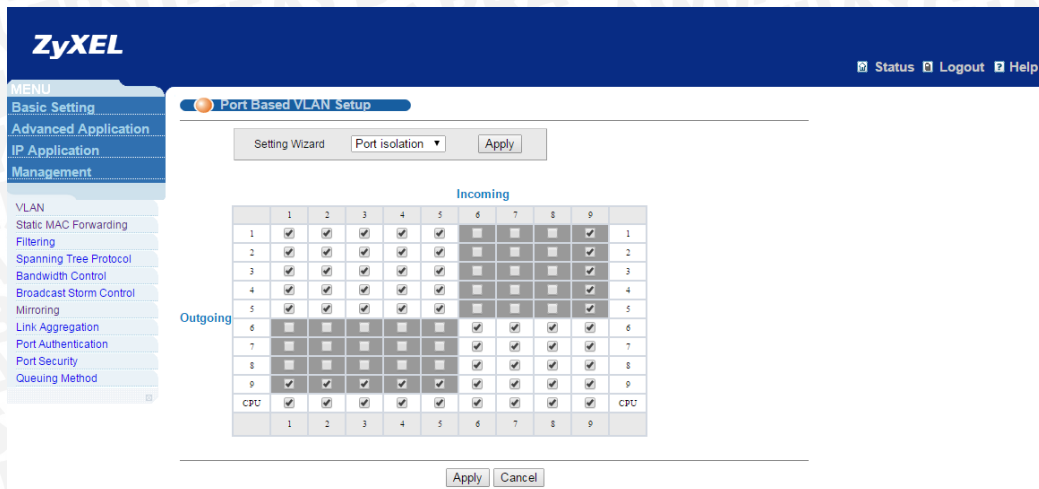 ZyXEL
Status Logout Help
MENU
Basic Setting
Advanced Application
IP Application
Management
VLAN
Static MAC Forwarding
Filtering
Spanning Tree Protocol
Bandwidth Control
Broadcast Storm Control
Mirroring
Link Aggregation
Port Authentication
Port Security
Queuing Method
Port Based VLAN Setup
Setting Wizard Port isolation Apply
Incoming
1 2 3 4 5 6 7 8 9
Outgoing
1 1
2 2
3 3
4 4
5 5
6 6
7 7
8 8
9 9
CPU CPU
1 2 3 4 5 6 7 8 9
Apply Cancel